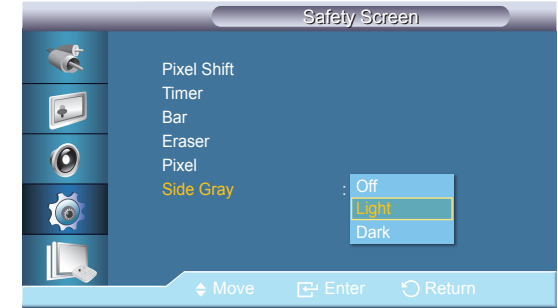 Safety Screen
Pixel Shift
Timer
Bar
Eraser
Pixel
Side Gray : Off
Light
Dark
Move Enter Return